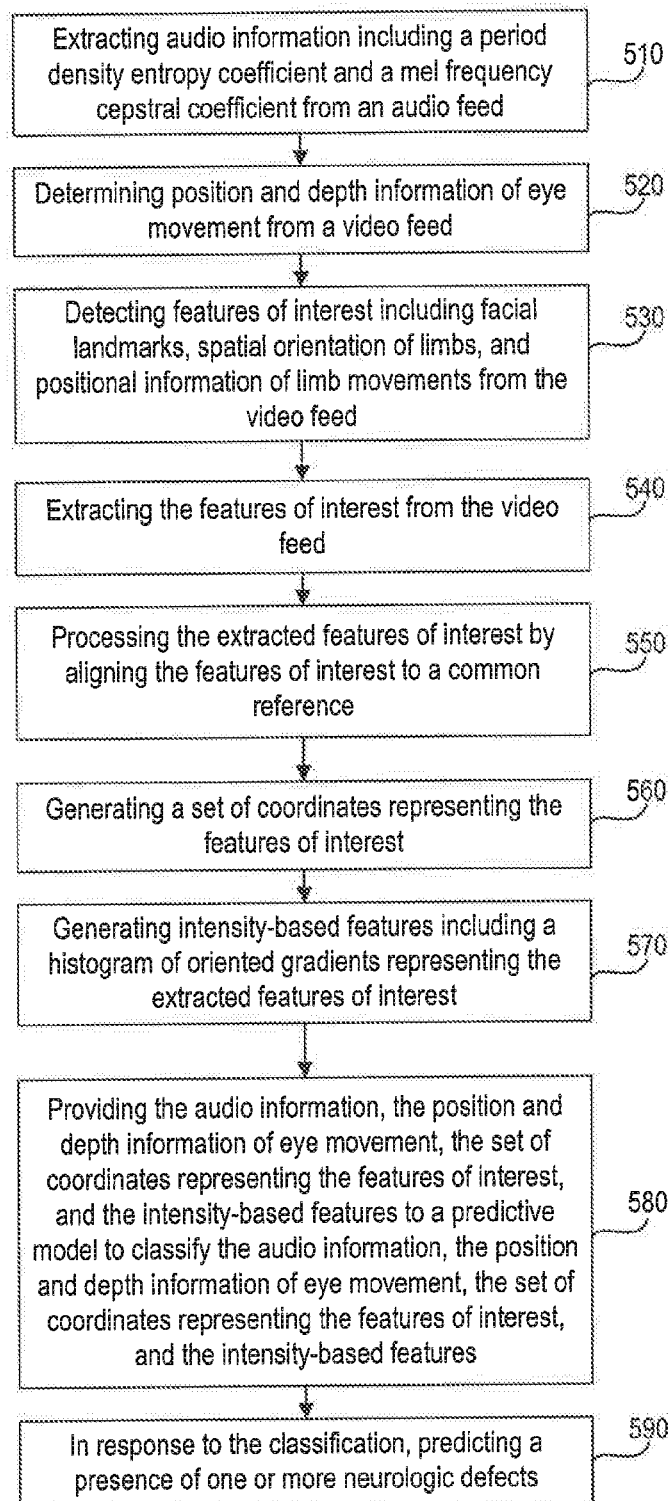 Extracting audio information including a period
density entropy coefficient and a mel frequency
cepstral coefficient from an audio feed
510
Determining position and depth information of eye
movement from a video feed
520
Detecting features of interest including facial
landmarks, spatial orientation of limbs, and
positional information of limb movements from the
video feed
530
Extracting the features of interest from the video
feed
540
Processing the extracted features of interest by
aligning the features of interest to a common
reference
550
Generating a set of coordinates representing the
features of interest
560
Generating intensity-based features including a
histogram of oriented gradients representing the
extracted features of interest
570
Providing the audio information, the position and
depth information of eye movement, the set of
coordinates representing the features of interest,
and the intensity-based features to a predictive
model to classify the audio information, the position
and depth information of eye movement, the set of
coordinates representing the features of interest,
and the intensity-based features
580
In response to the classification, predicting a
presence of one or more neurologic defects
590